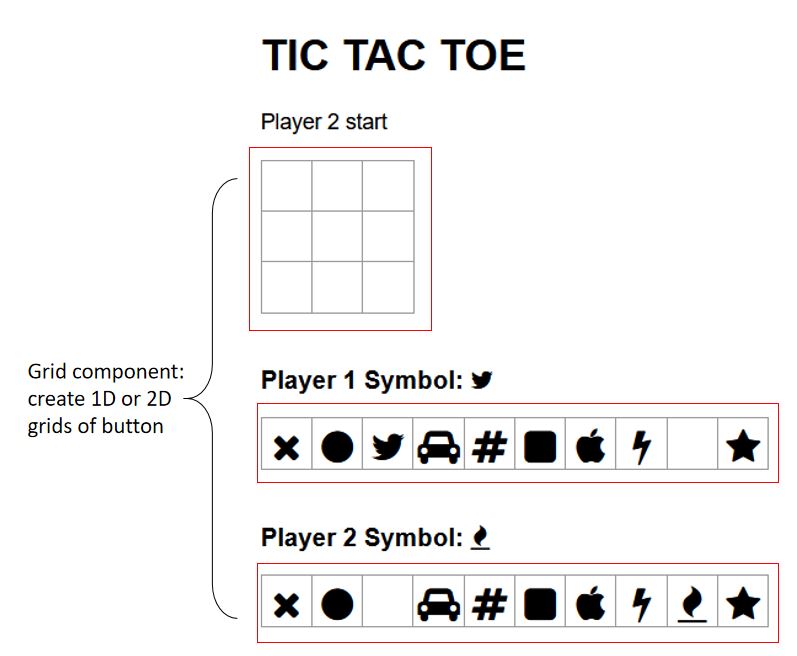 TIC TAC TOE
Player 2 start
Grid component:
create 1D or 2D
grids of button
Player 1 Symbol:
#
Player 2 Symbol:
#